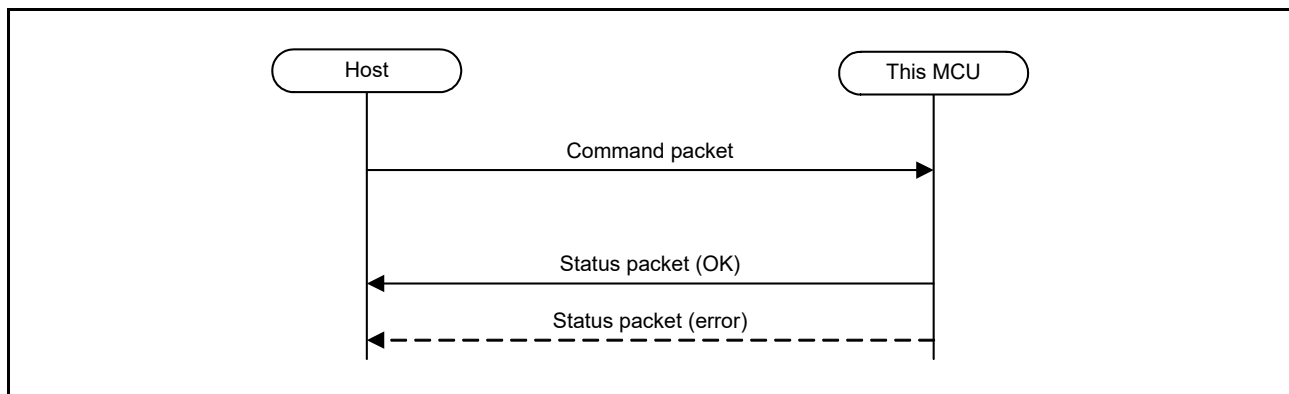 Host
This MCU
Command packet
Status packet (OK)
Status packet (error)